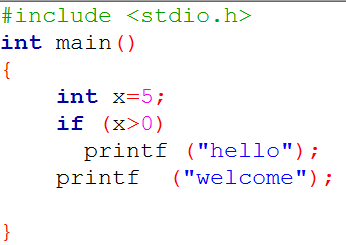 #include <stdio.h>
int main()
{
    int x=5;
    if (x>0)
      printf ("hello");
    printf  ("welcome");
}